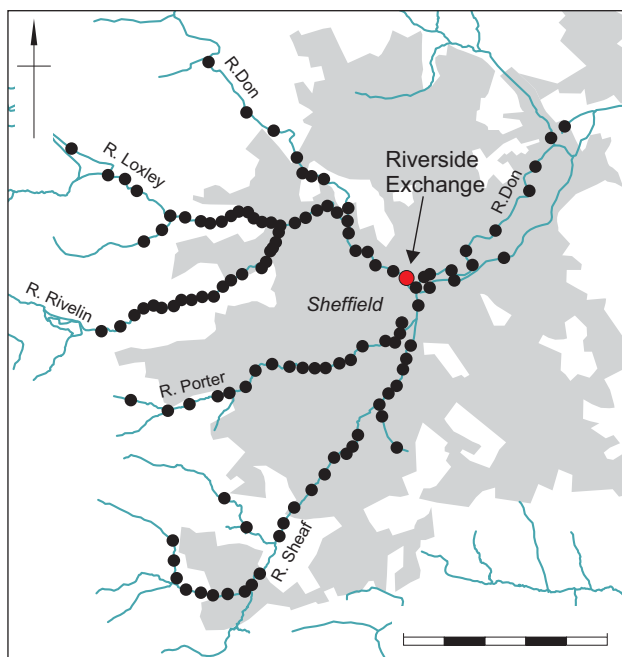 R.Don
R. Loxley
Riverside
Exchange
R.Don
R. Rivelin
Sheffield
R. Porter
R. Sheaf